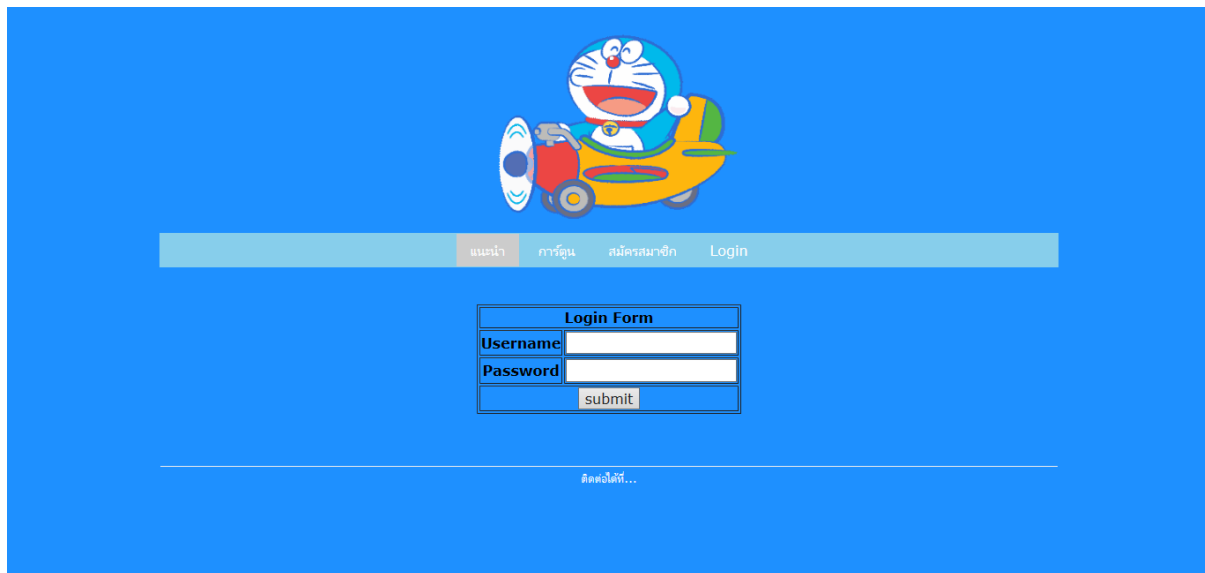 แนะนำ การ์ตูน สมัครสมาชิก Login
Login Form
Username
Password
submit
ติดต่อได้ที่...